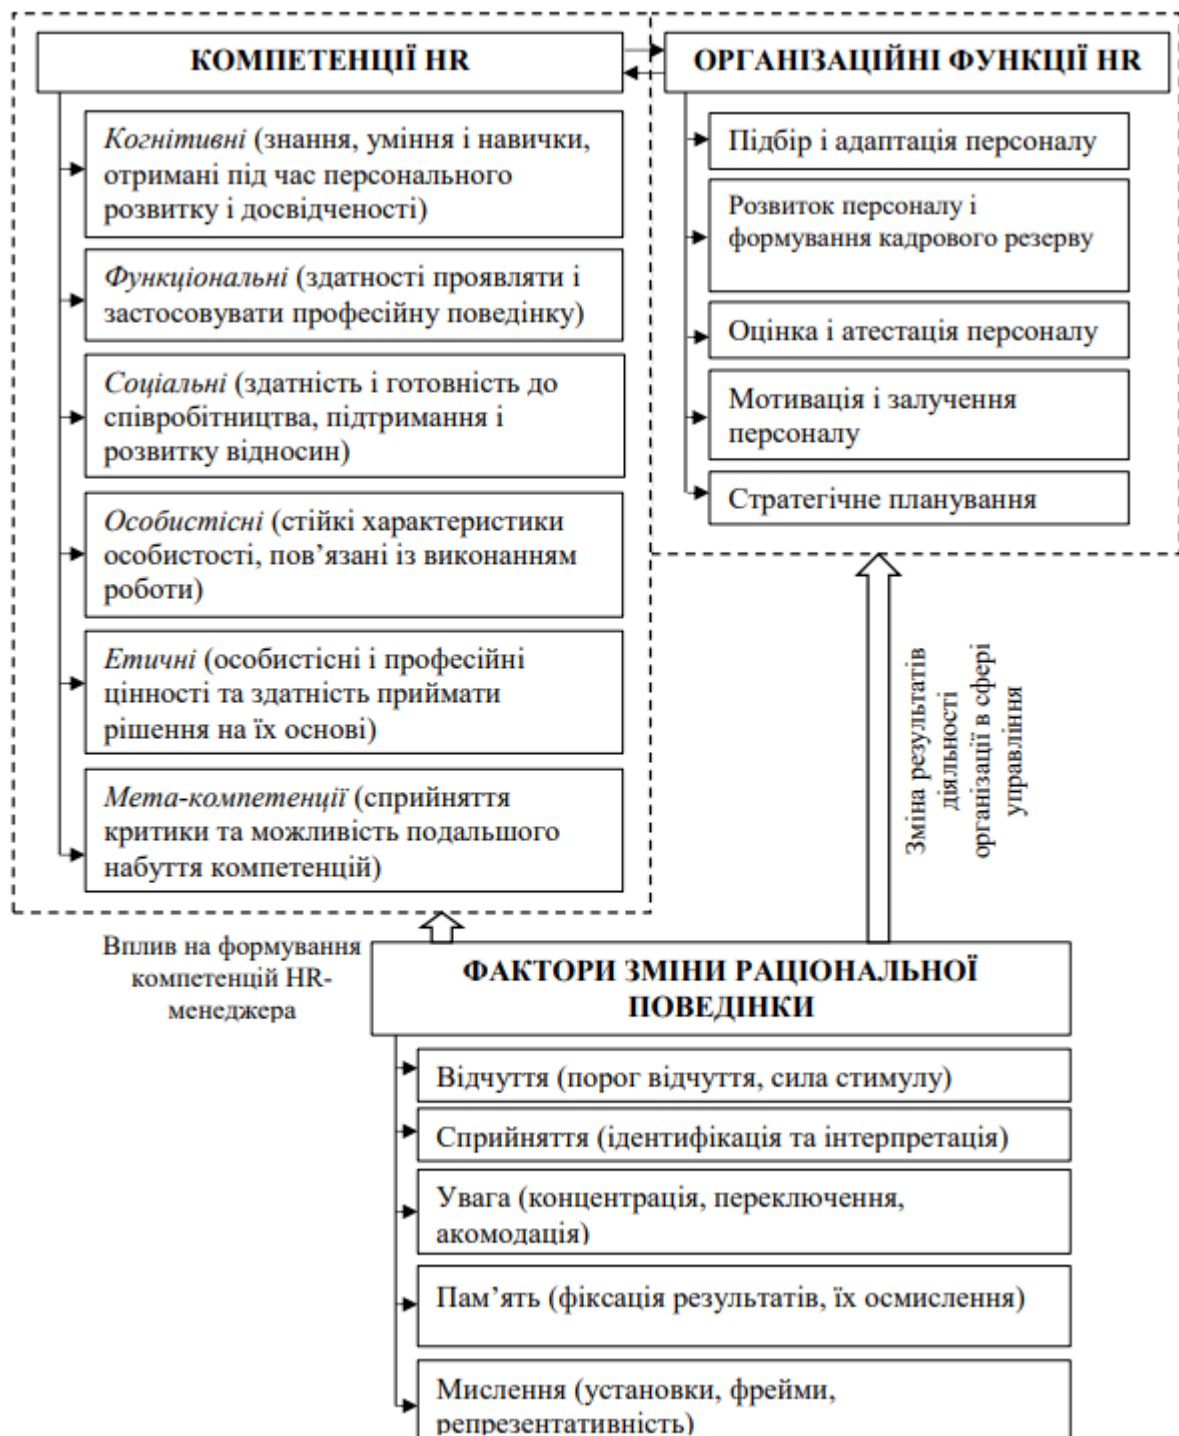 КОМПЕТЕНЦІЇ HR
Когнітивні (знання, уміння і навички,
отримані під час персонального
розвитку і досвідченості)
Функціональні (здатності проявляти і
застосовувати професійну поведінку)
Соціальні (здатність і готовність до
співробітництва, підтримання і
розвитку відносин)
Особистісні (стійкі характеристики
особистості, пов’язані із виконанням
роботи)
Етичні (особистісні і професійні
цінності та здатність приймати
рішення на їх основі)
Мета-компетенції (сприйняття
критики та можливість подальшого
набуття компетенцій)
ОРГАНІЗАЦІЙНІ ФУНКЦІЇ HR
Підбір і адаптація персоналу
Розвиток персоналу і
формування кадрового резерву
Оцінка і атестація персоналу
Мотивація і залучення
персоналу
Стратегічне планування
Зміна результатів
діяльності
організації в сфері
управління
Вплив на формування
компетенцій HR-
менеджера
ФАКТОРИ ЗМІНИ РАЦІОНАЛЬНОЇ
ПОВЕДІНКИ
Відчуття (порог відчуття, сила стимулу)
Сприйняття (ідентифікація та інтерпретація)
Увага (концентрація, переключення,
акомодація)
Пам’ять (фіксація результатів, їх осмислення)
Мислення (установки, фрейми,
репрезентативність)